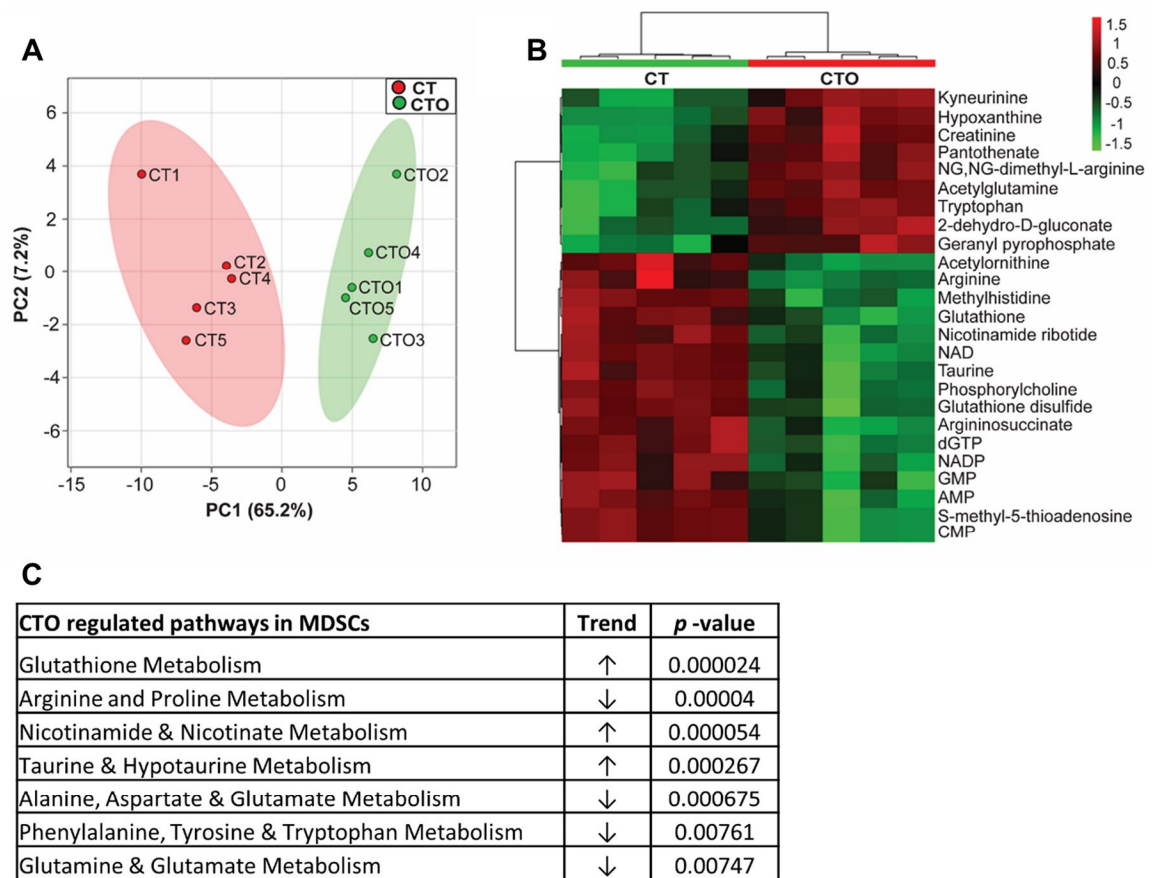 A
CT
CTO
6
4
2
0
-2
-4
-6
PC2 (7.2%)
CT1
CT2
CT4
CT3
CT5
CTO2
CTO4
CTO1
CTO5
CTO3
-15
-10
-5
0
5
10
PC1 (65.2%)
B
CT
CTO
1.5
1
0.5
0
-0.5
-1
-1.5
Kyneurinine
Hypoxanthine
Creatinine
Pantothenate
NG,NG-dimethyl-L-arginine
Acetylglutamine
Tryptophan
2-dehydro-D-gluconate
Geranyl pyrophosphate
Acetylornithine
Arginine
Methylhistidine
Glutathione
Nicotinamide ribotide
NAD
Taurine
Phosphorylcholine
Glutathione disulfide
Argininosuccinate
dGTP
NADP
GMP
AMP
S-methyl-5-thioadenosine
CMP
C
CTO regulated pathways in MDSCs Trend p -value
Glutathione Metabolism ↑ 0.000024
Arginine and Proline Metabolism ↓ 0.00004
Nicotinamide & Nicotinate Metabolism ↑ 0.000054
Taurine & Hypotaurine Metabolism ↑ 0.000267
Alanine, Aspartate & Glutamate Metabolism ↓ 0.000675
Phenylalanine, Tyrosine & Tryptophan Metabolism ↓ 0.00761
Glutamine & Glutamate Metabolism ↓ 0.00747